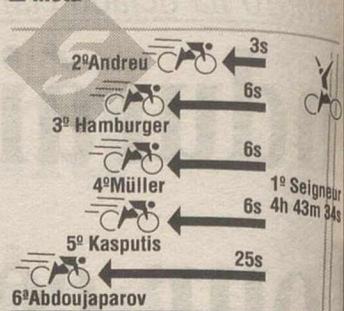 2ºAndreu
3s
6s
3º Hamburger
6s
4ºMüller
1º Seigneur
4h 43m 34s
6s
5º Kasputis
25s
6ªAbdoujaparov